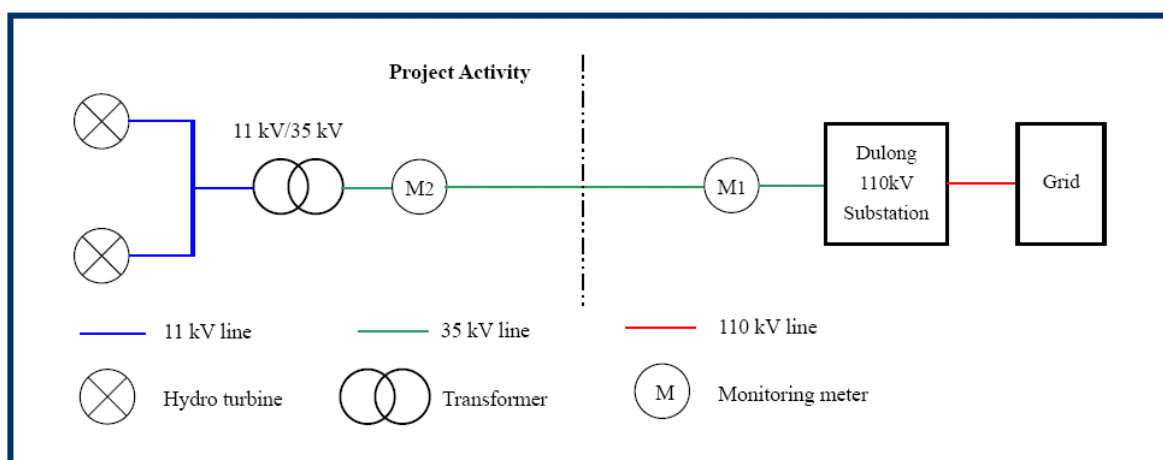 Project Activity
11 kV/35 kV
M2
M1
Dulong
110kV
Substation
Grid
11 kV line
35 kV line
110 kV line
Hydro turbine
Transformer
M
Monitoring meter